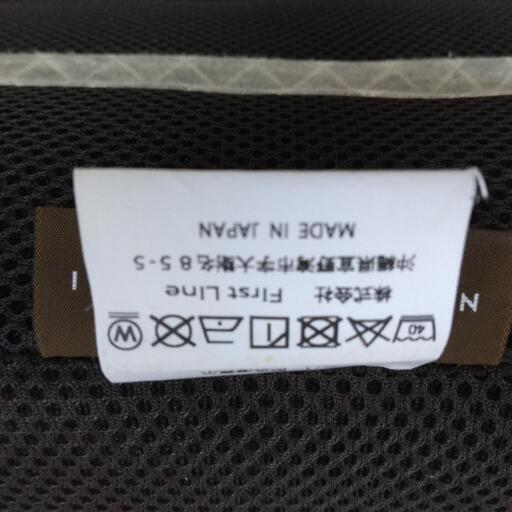 40 W
株式会社 First Line
沖縄県宜野湾市字大謝名85-5
MADE IN JAPAN
N